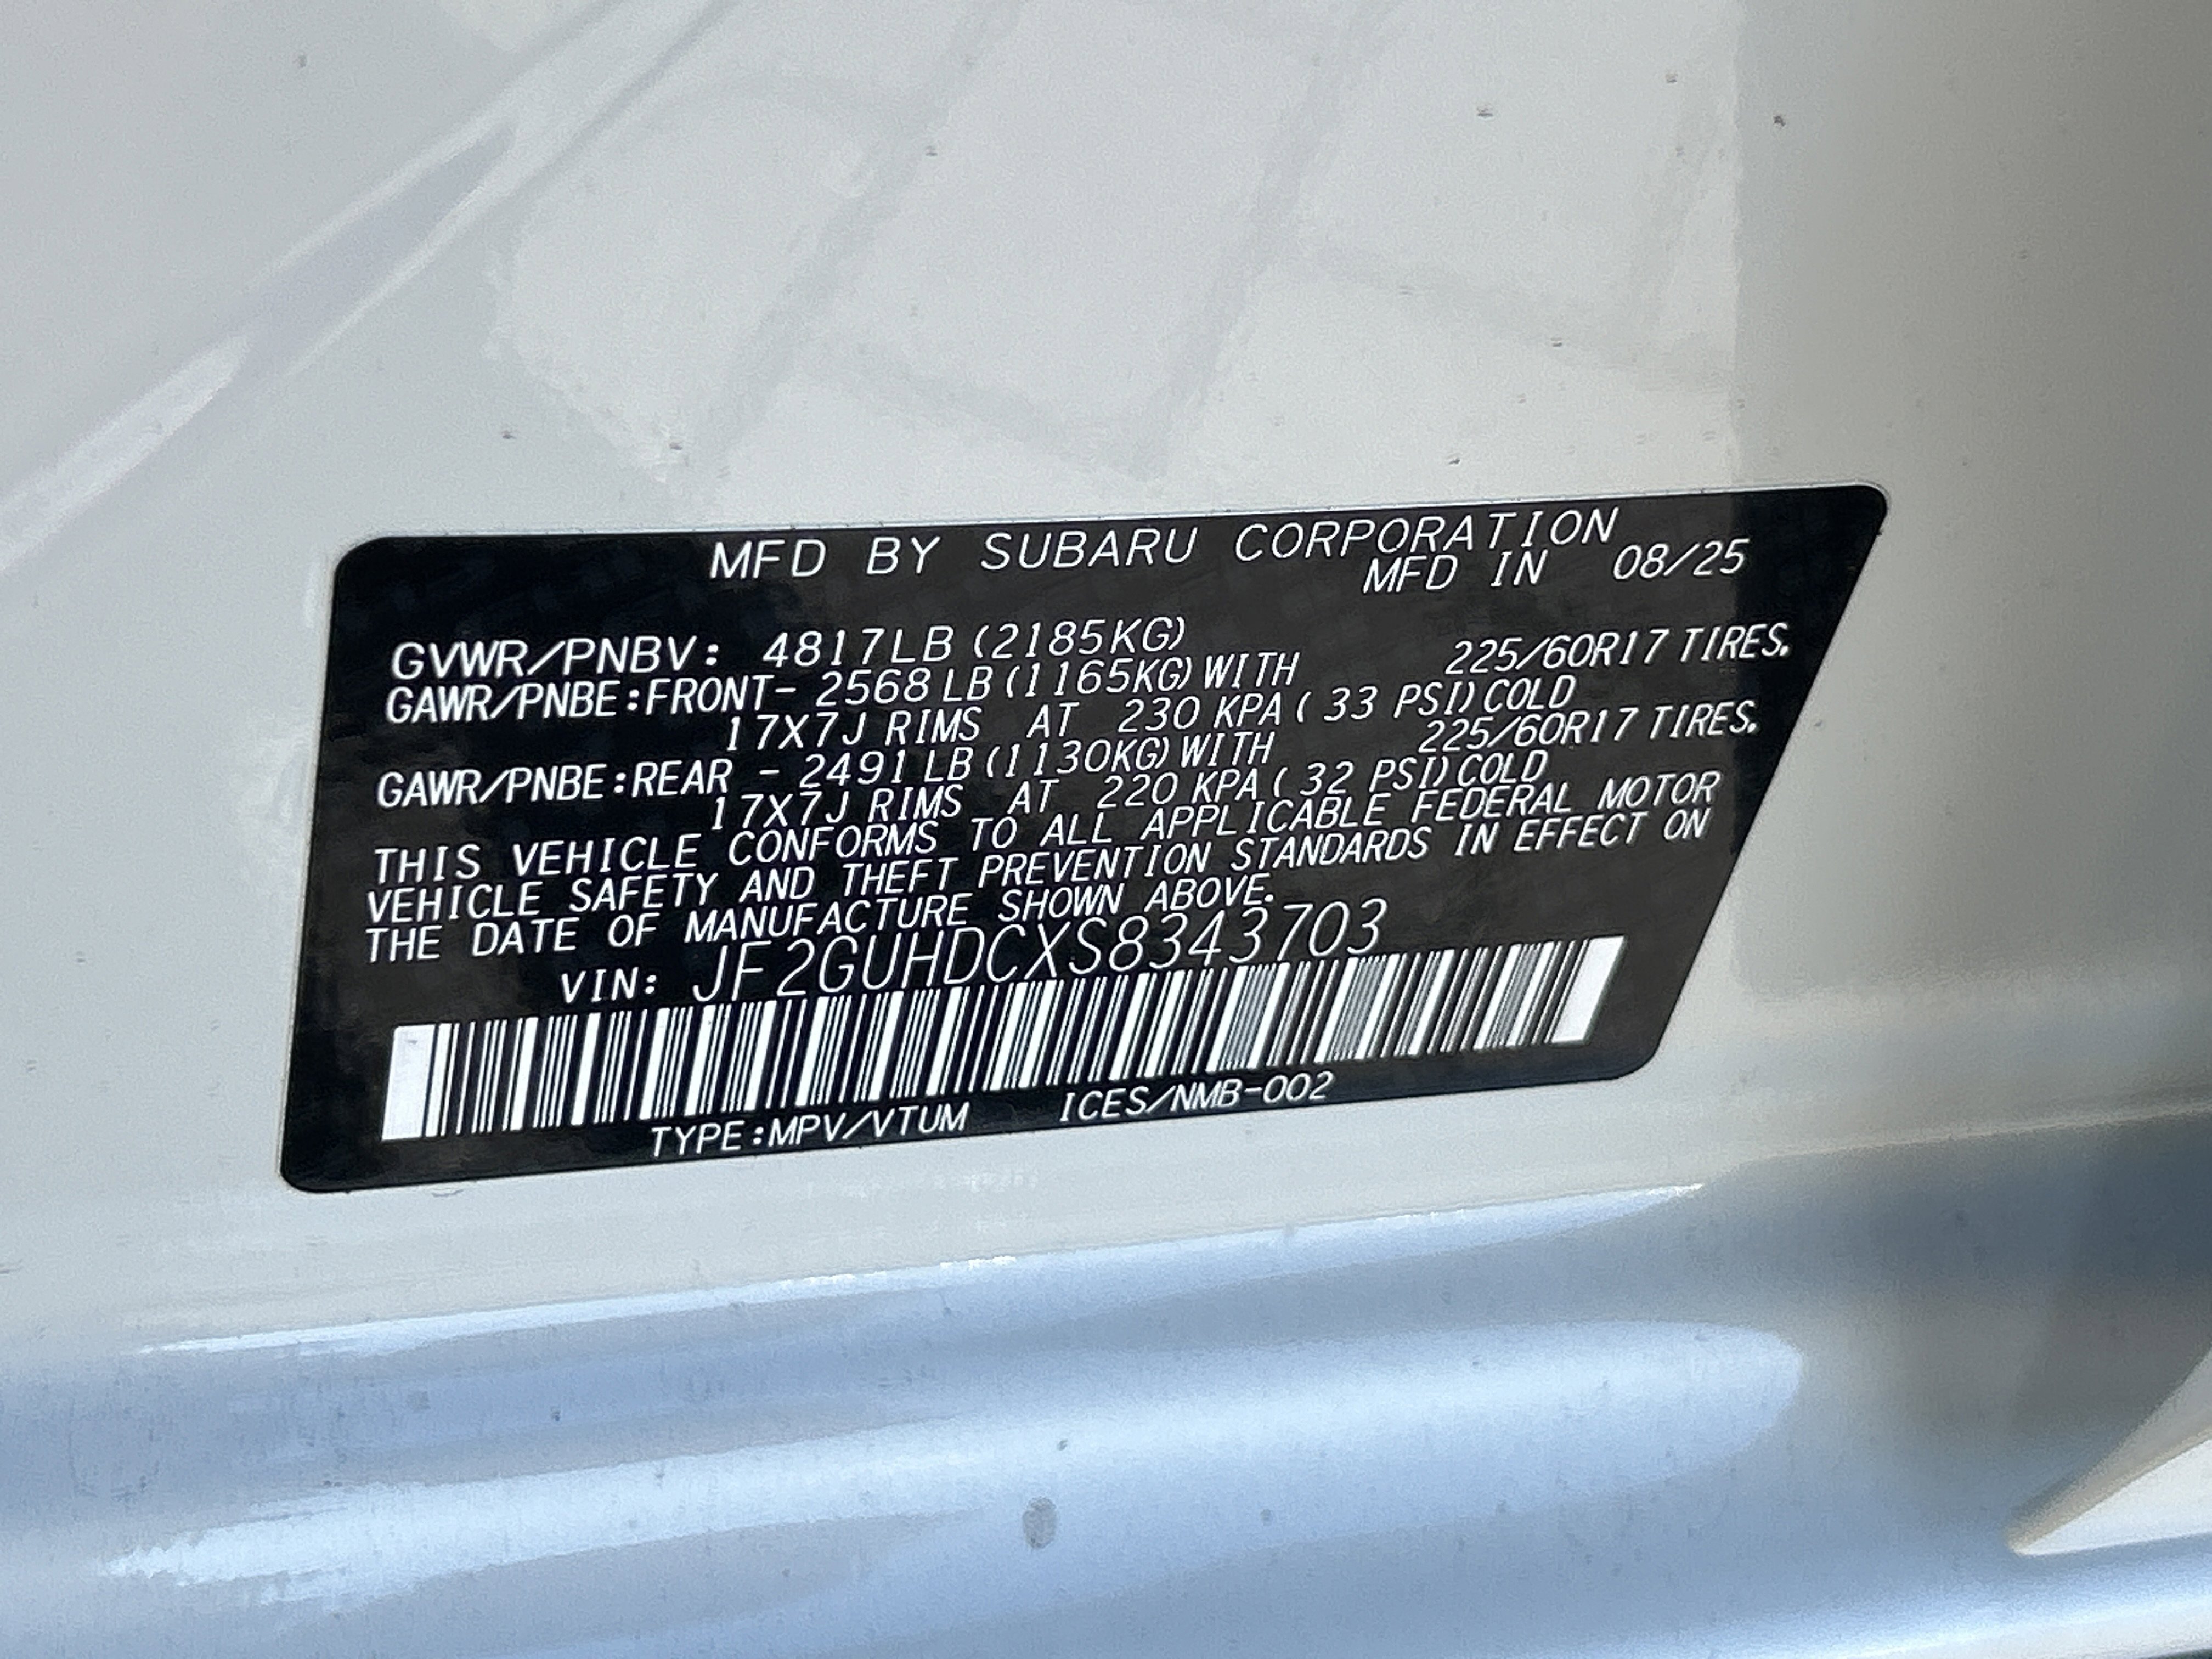 MFD BY SUBARU CORPORATION
MFD IN 08/25
GVWR/PNBV: 4817LB (2185KG)
GAWR/PNBE:FRONT- 2568 LB (1165KG) WITH 225/60R17 TIRES,
17X7J RIMS AT 230 KPA ( 33 PSI) COLD
GAWR/PNBE:REAR - 2491 LB (1130KG) WITH 225/60R17 TIRES,
17X7J RIMS AT 220 KPA ( 32 PSI) COLD
THIS VEHICLE CONFORMS TO ALL APPLICABLE FEDERAL MOTOR
VEHICLE SAFETY AND THEFT PREVENTION STANDARDS IN EFFECT ON
THE DATE OF MANUFACTURE SHOWN ABOVE.
VIN: JF2GUHDCXS8343703
TYPE:MPV/VTUM ICES/NMB-002